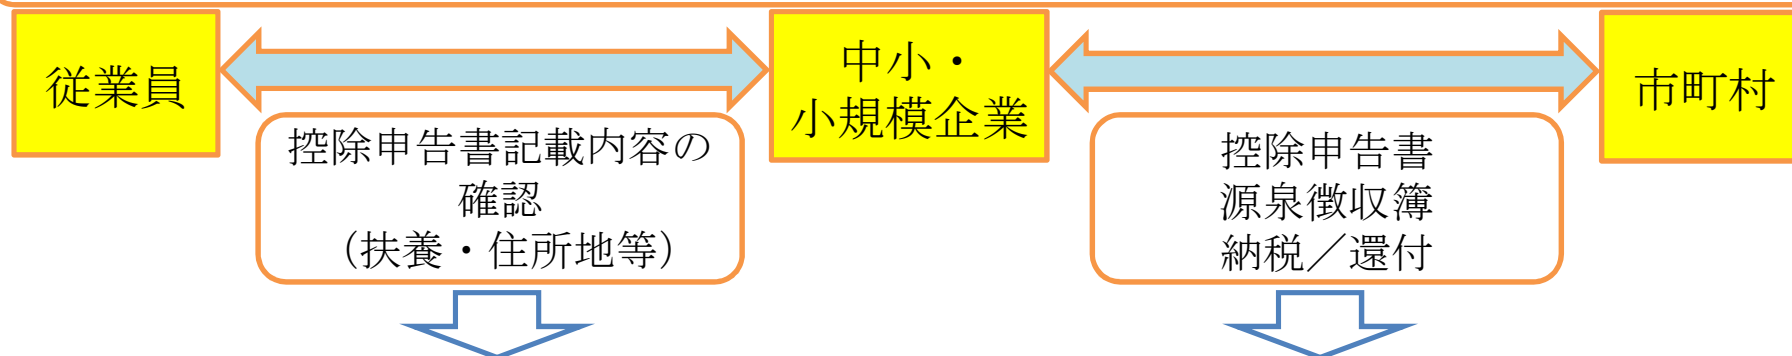 従業員
中小・
小規模企業
市町村
控除申告書記載内容の
確認
（扶養・住所地等）
控除申告書
源泉徴収簿
納税／還付